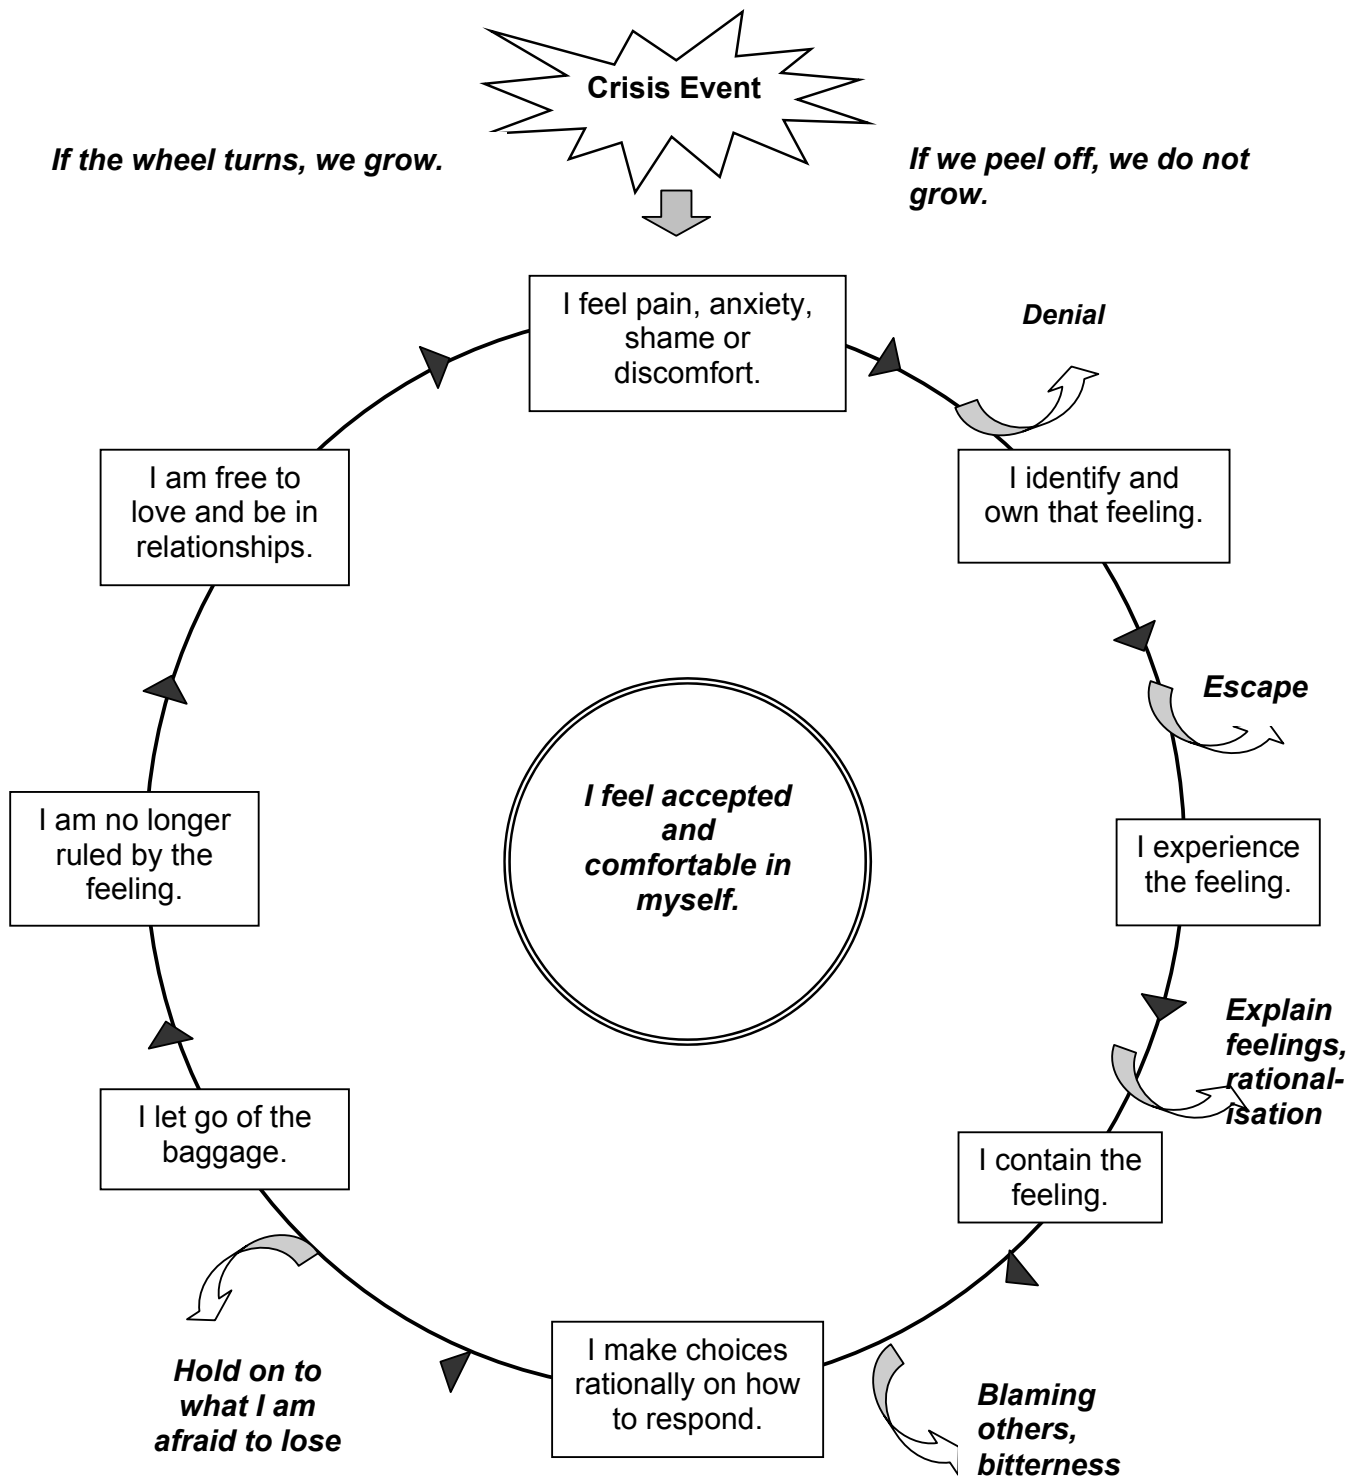 Crisis Event
If the wheel turns, we grow.
If we peel off, we do not
grow.
I feel pain, anxiety,
shame or
discomfort.
Denial
I identify and
own that feeling.
Escape
I experience
the feeling.
Explain
feelings,
rational-
isation
I contain the
feeling.
Blaming
others,
bitterness
I make choices
rationally on how
to respond.
Hold on to
what I am
afraid to lose
I let go of the
baggage.
I am no longer
ruled by the
feeling.
I am free to
love and be in
relationships.
I feel accepted
and
comfortable in
myself.